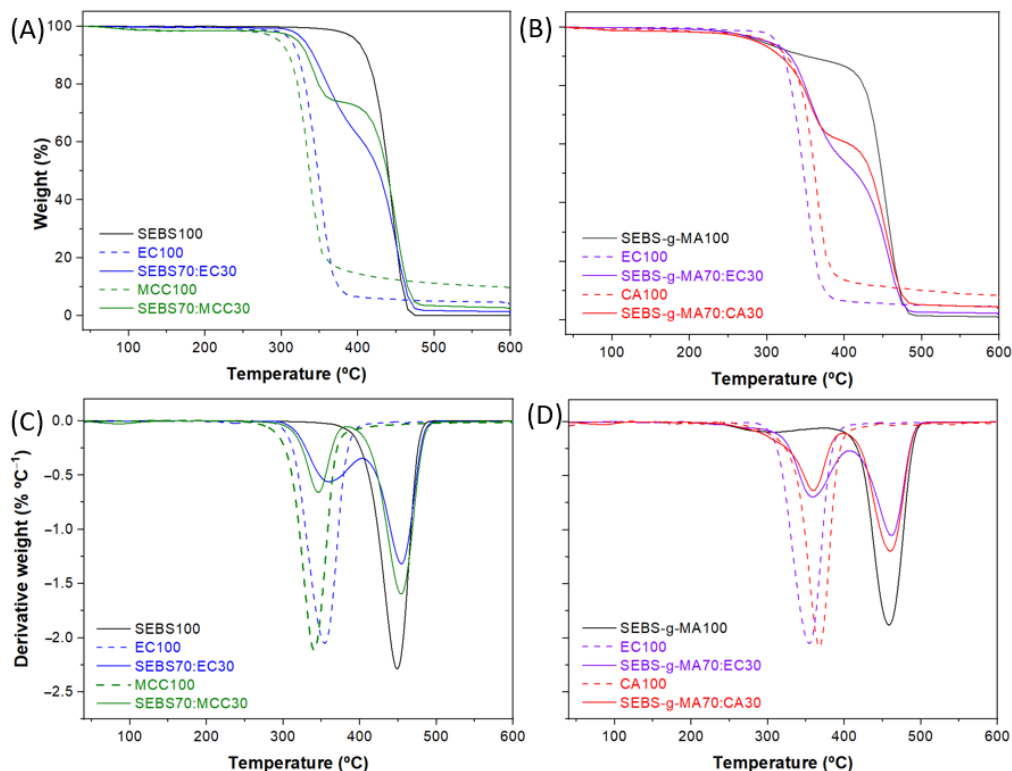 (A)
Weight (%)
100
80
60
40
20
0
SEBS100
EC100
SEBS70:EC30
MCC100
SEBS70:MCC30
100 200 300 400 500 600
Temperature (ºC)
(B)
SEBS-g-MA100
EC100
SEBS-g-MA70:EC30
CA100
SEBS-g-MA70:CA30
100 200 300 400 500 600
Temperature (ºC)
(C)
Derivative weight (% ºC⁻¹)
0.0
−0.5
−1.0
−1.5
−2.0
−2.5
SEBS100
EC100
SEBS70:EC30
MCC100
SEBS70:MCC30
100 200 300 400 500 600
Temperature (ºC)
(D)
SEBS-g-MA100
EC100
SEBS-g-MA70:EC30
CA100
SEBS-g-MA70:CA30
100 200 300 400 500 600
Temperature (ºC)